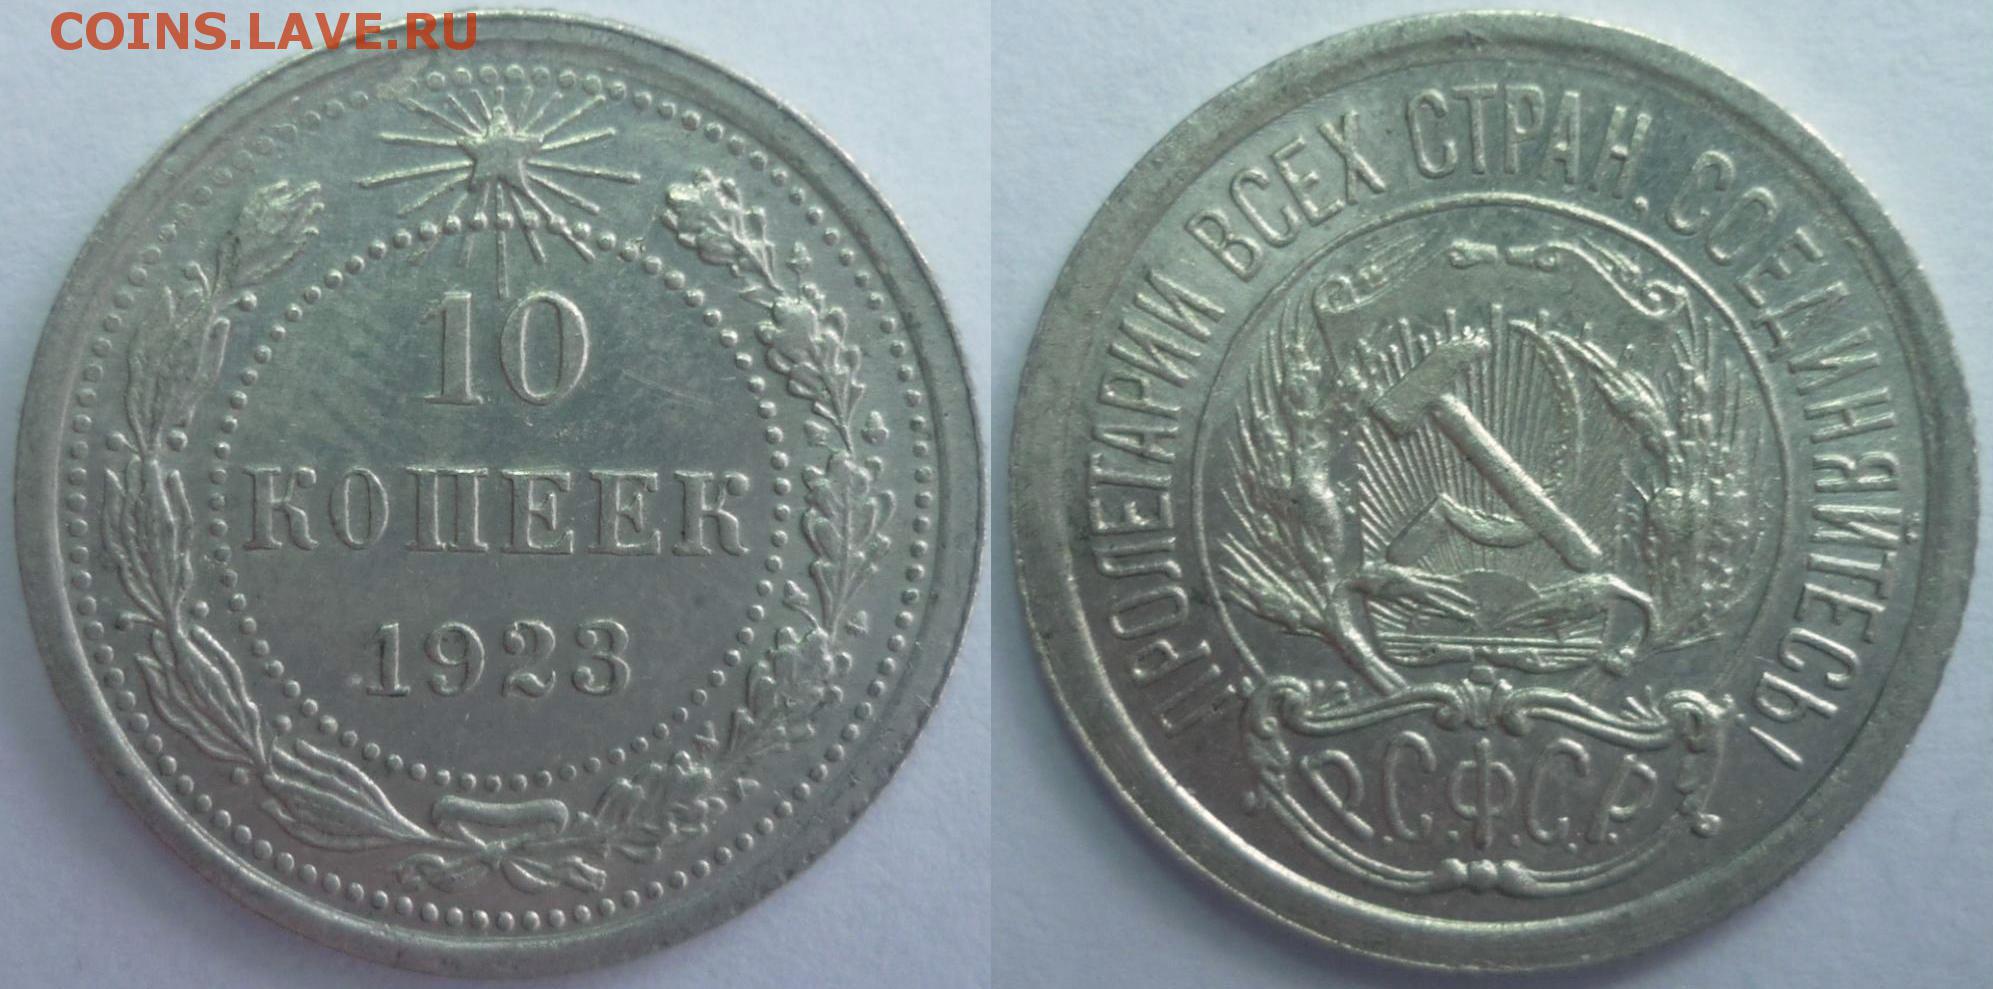 COINS.LAVE.RU
10
КОПЕЕК
1923
ПРОЛЕТАРИИ ВСЕХ СТРАН, СОЕДИНЯЙТЕСЬ!
Р.С.Ф.С.Р.